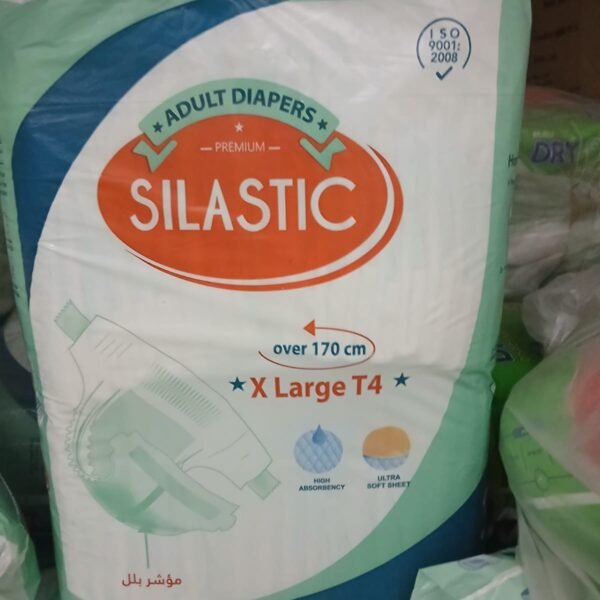 ISO
9001:
2008
ADULT DIAPERS
PREMIUM
SILASTIC
DRY
over 170 cm
X Large T4
HIGH
ABSORBENCY
ULTRA
SOFT SHEET
مؤشر بلل